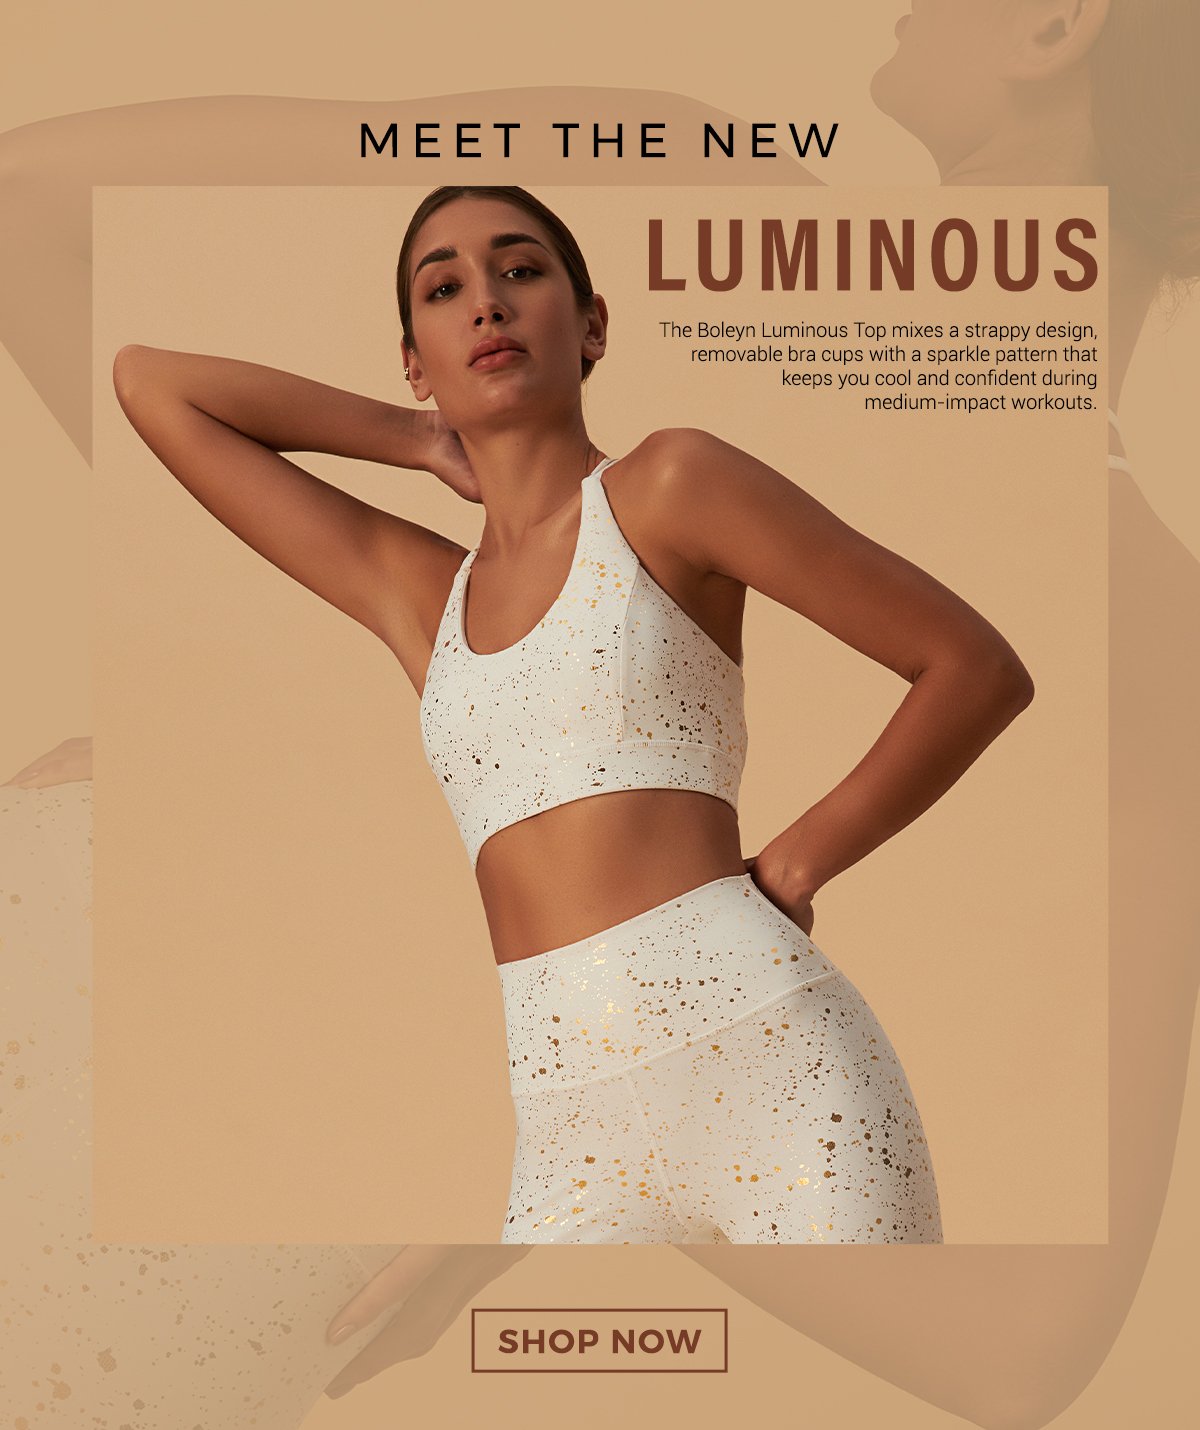 MEET THE NEW
LUMINOUS
The Boleyn Luminous Top mixes a strappy design,
removable bra cups with a sparkle pattern that
keeps you cool and confident during
medium-impact workouts.
SHOP NOW